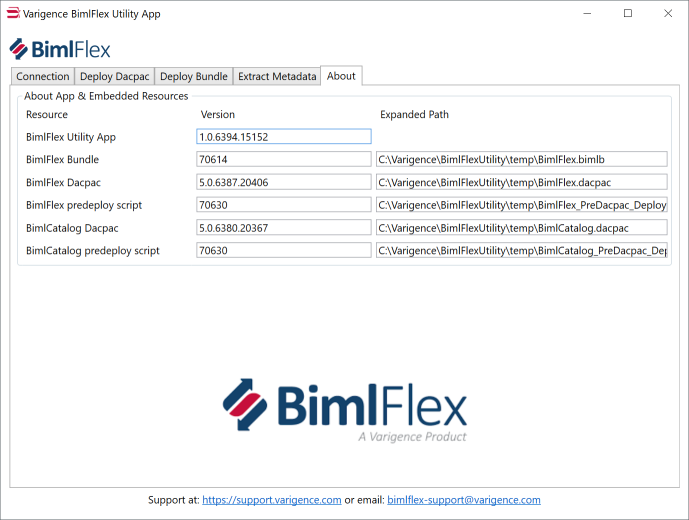 Varigence BimlFlex Utility App
BimlFlex
Connection Deploy Dacpac Deploy Bundle Extract Metadata About
About App & Embedded Resources
Resource Version Expanded Path
BimlFlex Utility App 1.0.6394.15152
BimlFlex Bundle 70614 C:\Varigence\BimlFlexUtility\temp\BimlFlex.bimlb
BimlFlex Dacpac 5.0.6387.20406 C:\Varigence\BimlFlexUtility\temp\BimlFlex.dacpac
BimlFlex predeploy script 70630 C:\Varigence\BimlFlexUtility\temp\BimlFlex_PreDacpac_Deploy
BimlCatalog Dacpac 5.0.6380.20367 C:\Varigence\BimlFlexUtility\temp\BimlCatalog.dacpac
BimlCatalog predeploy script 70630 C:\Varigence\BimlFlexUtility\temp\BimlCatalog_PreDacpac_Dep
BimlFlex
A Varigence Product
Support at: https://support.varigence.com or email: bimlflex-support@varigence.com